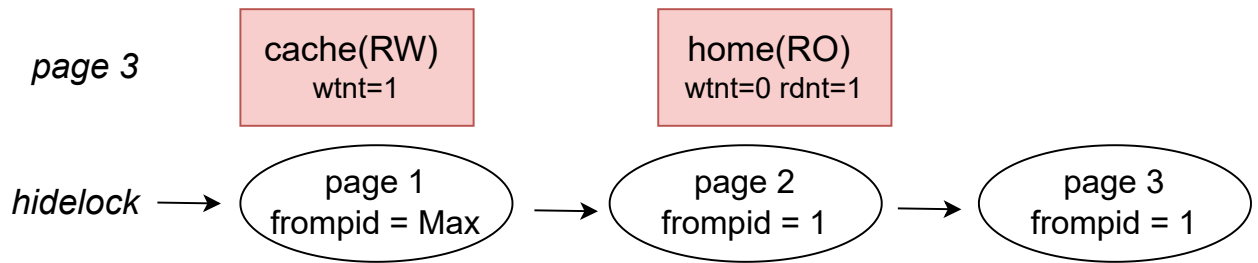 page 3
cache(RW)
wtnt=1
home(RO)
wtnt=0 rdnt=1
hidelock
page 1
frompid = Max
page 2
frompid = 1
page 3
frompid = 1